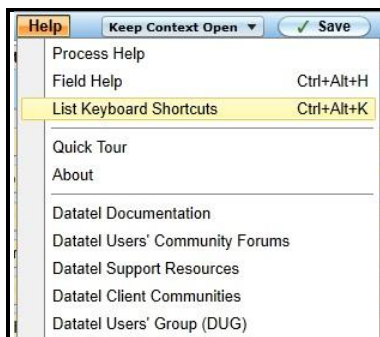 Help Keep Context Open ▼ ✓ Save
Process Help
Field Help Ctrl+Alt+H
List Keyboard Shortcuts Ctrl+Alt+K
Quick Tour
About
Datatel Documentation
Datatel Users' Community Forums
Datatel Support Resources
Datatel Client Communities
Datatel Users' Group (DUG)